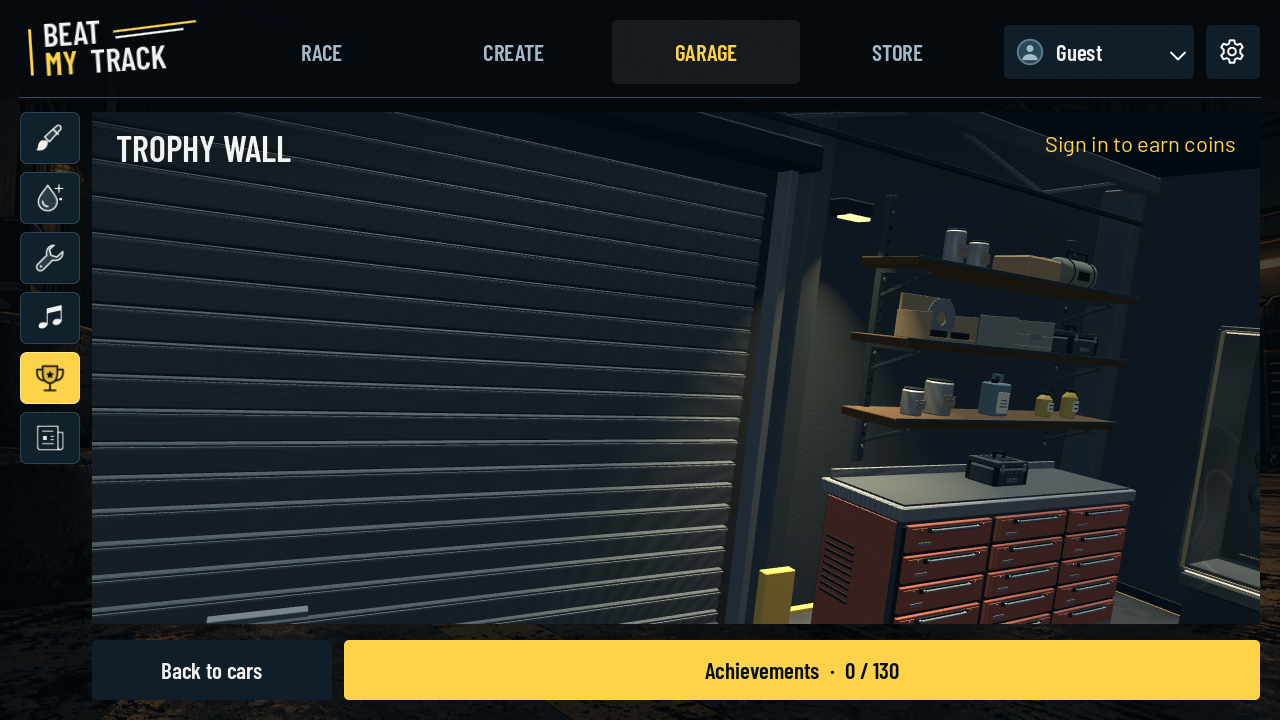 BEAT
MY TRACK
RACE
CREATE
GARAGE
STORE
Guest
TROPHY WALL
Sign in to earn coins
Back to cars
Achievements · 0 / 130